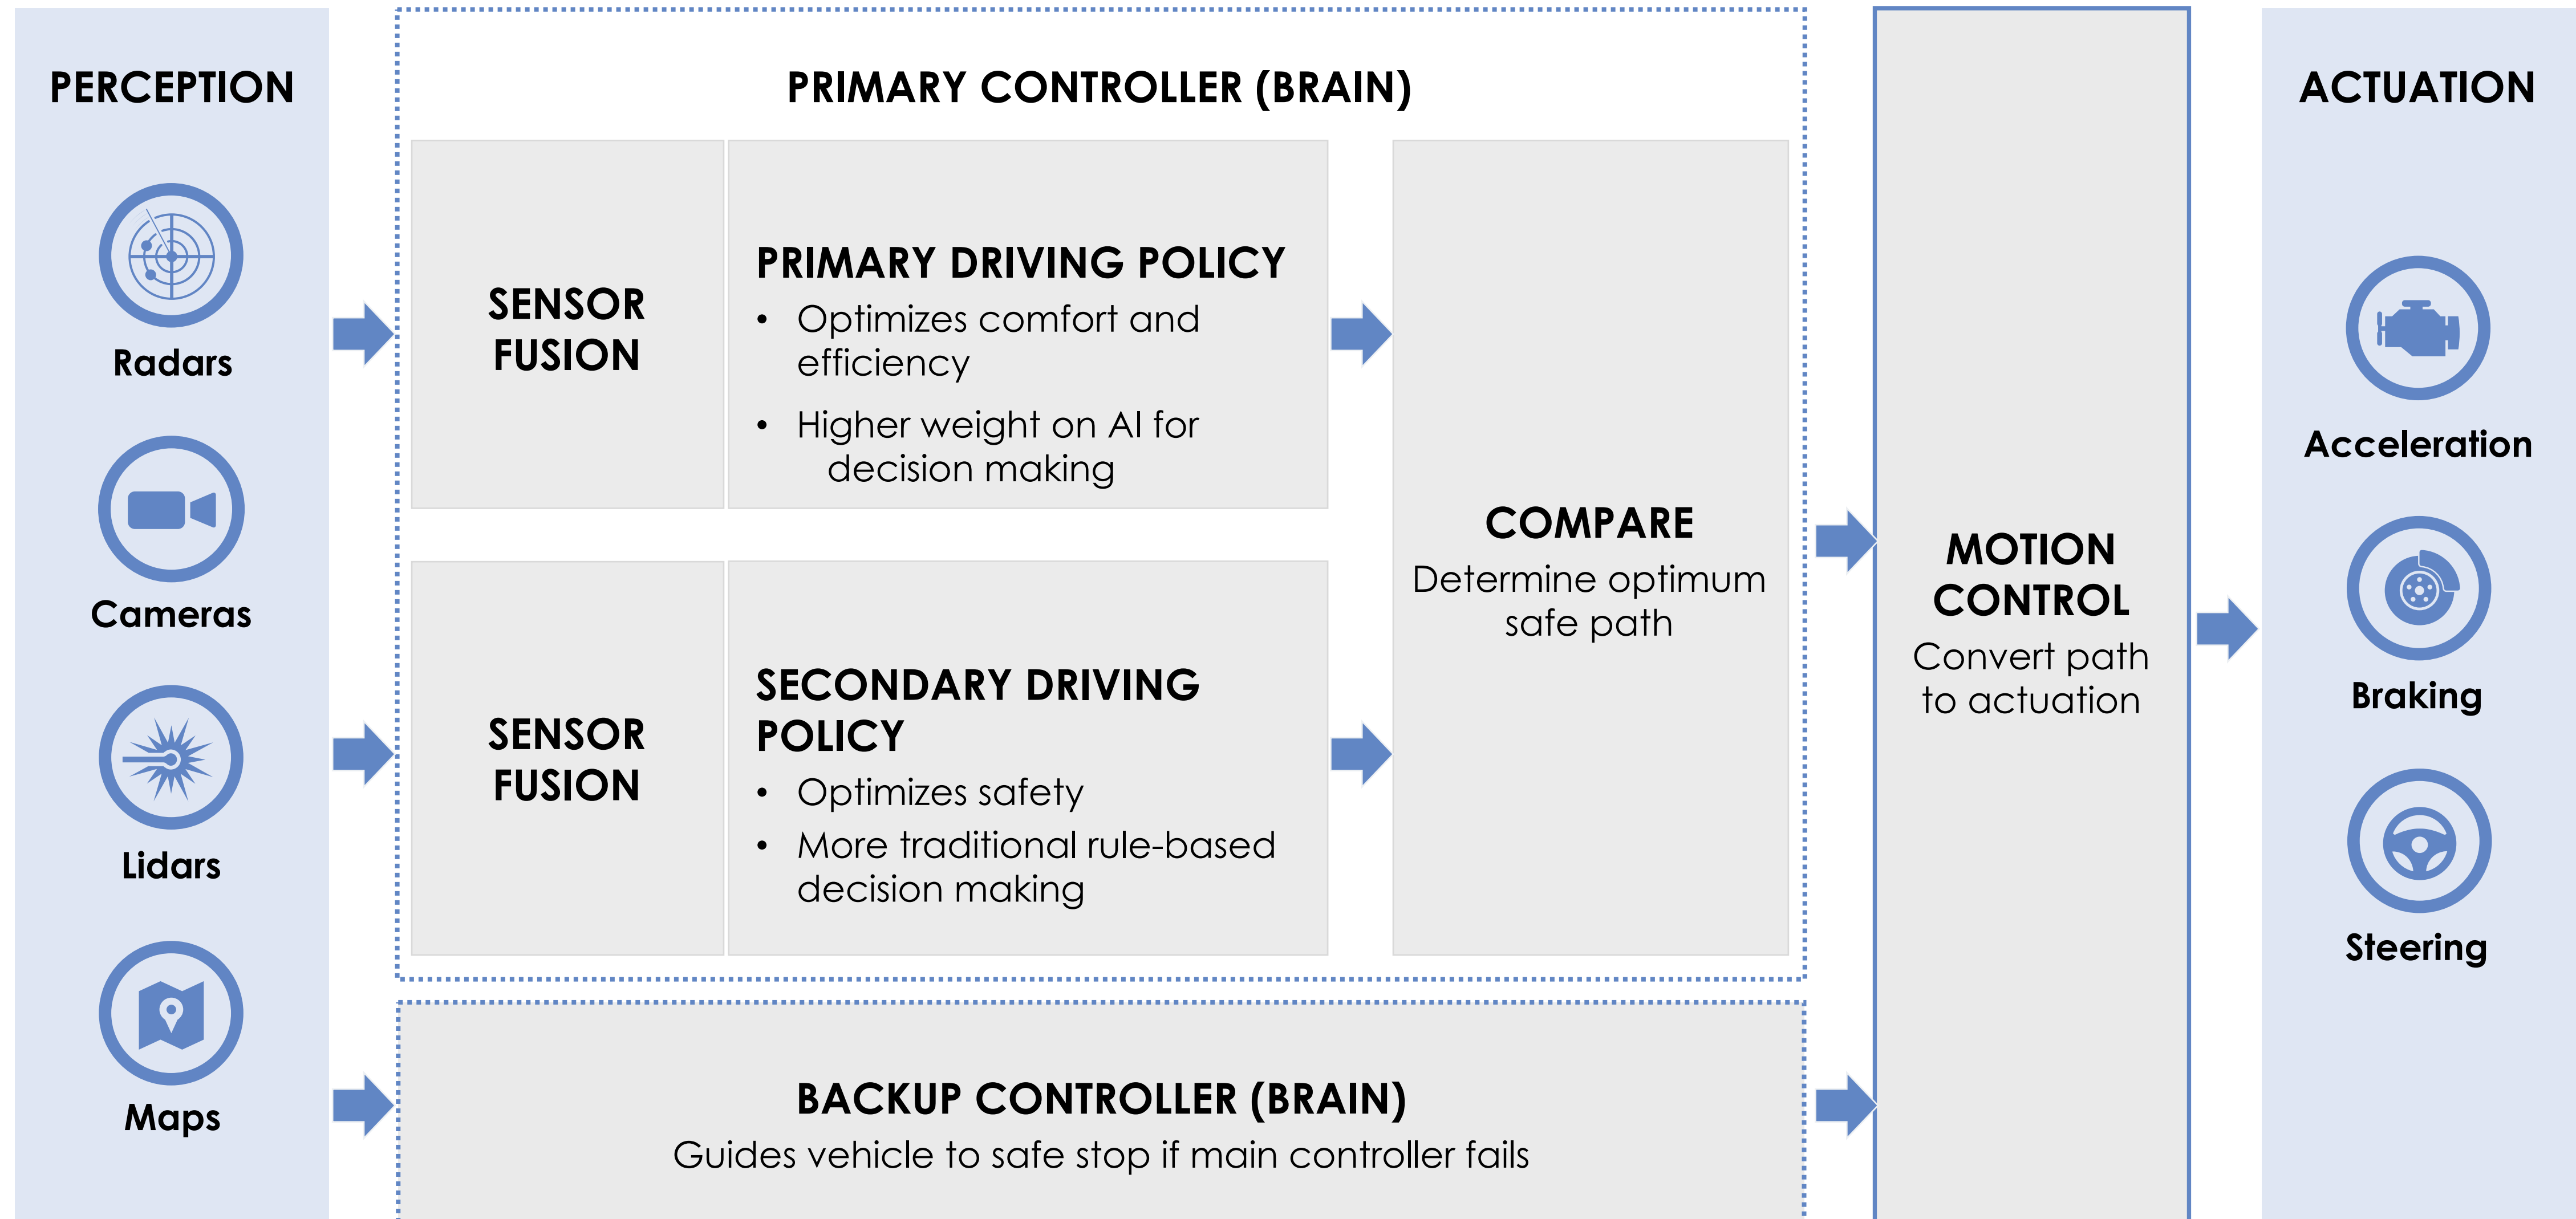 PERCEPTION
Radars
Cameras
Lidars
Maps
PRIMARY CONTROLLER (BRAIN)
SENSOR
FUSION
PRIMARY DRIVING POLICY
• Optimizes comfort and
efficiency
• Higher weight on AI for
decision making
SENSOR
FUSION
SECONDARY DRIVING
POLICY
• Optimizes safety
• More traditional rule-based
decision making
COMPARE
Determine optimum
safe path
BACKUP CONTROLLER (BRAIN)
Guides vehicle to safe stop if main controller fails
MOTION
CONTROL
Convert path
to actuation
ACTUATION
Acceleration
Braking
Steering